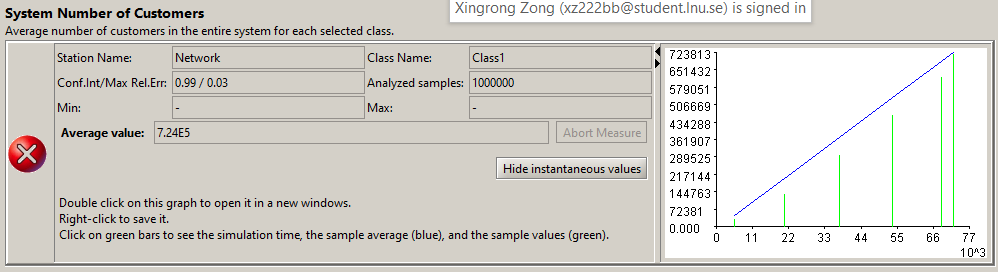 System Number of Customers
Xingrong Zong (xz222bb@student.lnu.se) is signed in
Average number of customers in the entire system for each selected class.
Station Name: Network Class Name: Class1
Conf.Int/Max Rel.Err: 0.99 / 0.03 Analyzed samples: 1000000
Min: - Max: -
Average value: 7.24E5 Abort Measure
Hide instantaneous values
Double click on this graph to open it in a new windows.
Right-click to save it.
Click on green bars to see the simulation time, the sample average (blue), and the sample values (green).
723813
651432
579051
506669
434288
361907
289525
217144
144763
72381
0.000
0 11 22 33 44 55 66 77
10^3